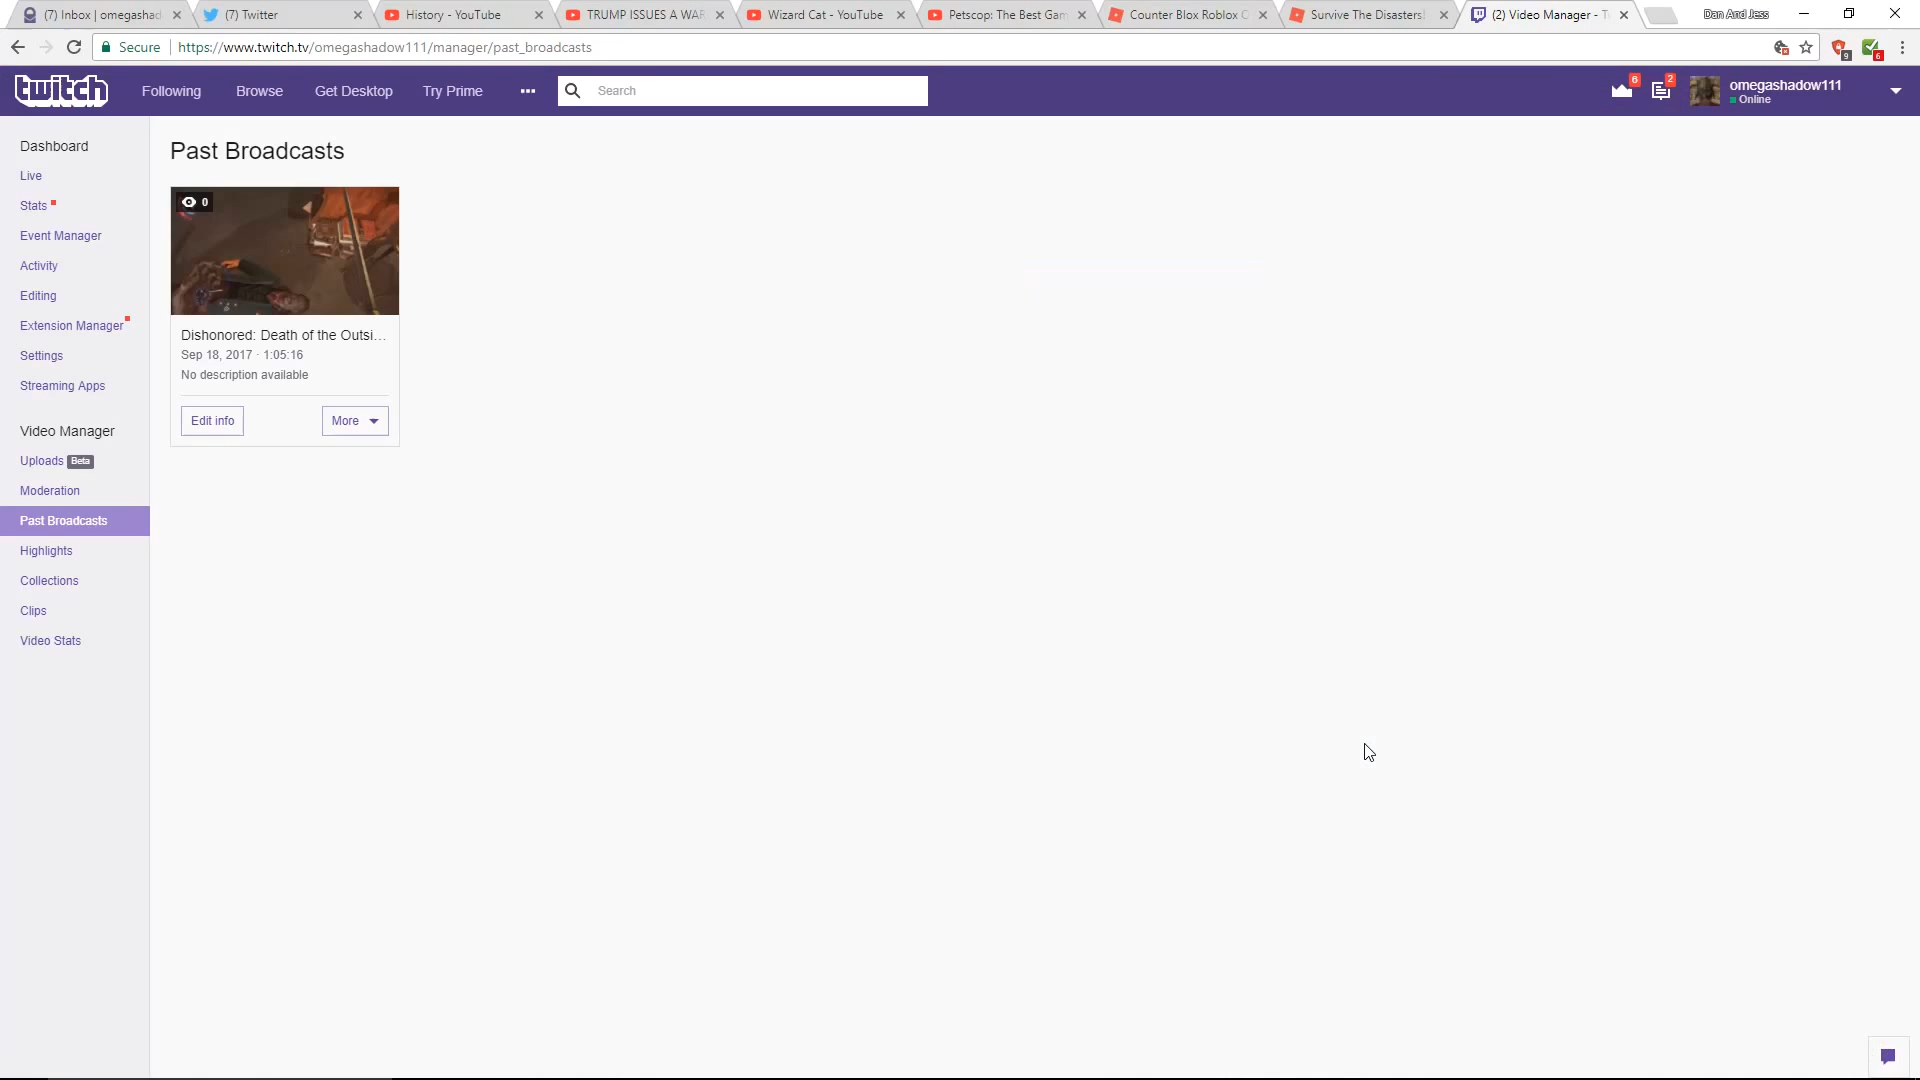 (7) Inbox | omegashad
(7) Twitter
History - YouTube
TRUMP ISSUES A WAR
Wizard Cat - YouTube
Petscop: The Best Gam
Counter Blox Roblox O
Survive The Disasters!
(2) Video Manager - T
Dan And Jess
Secure
https://www.twitch.tv/omegashadow111/manager/past_broadcasts
9
6
twitch
Following
Browse
Get Desktop
Try Prime
Search
6
2
omegashadow111
Online
Dashboard
Live
Stats
Event Manager
Activity
Editing
Extension Manager
Settings
Streaming Apps
Video Manager
Uploads Beta
Moderation
Past Broadcasts
Highlights
Collections
Clips
Video Stats
Past Broadcasts
0
Dishonored: Death of the Outsi...
Sep 18, 2017 · 1:05:16
No description available
Edit info
More